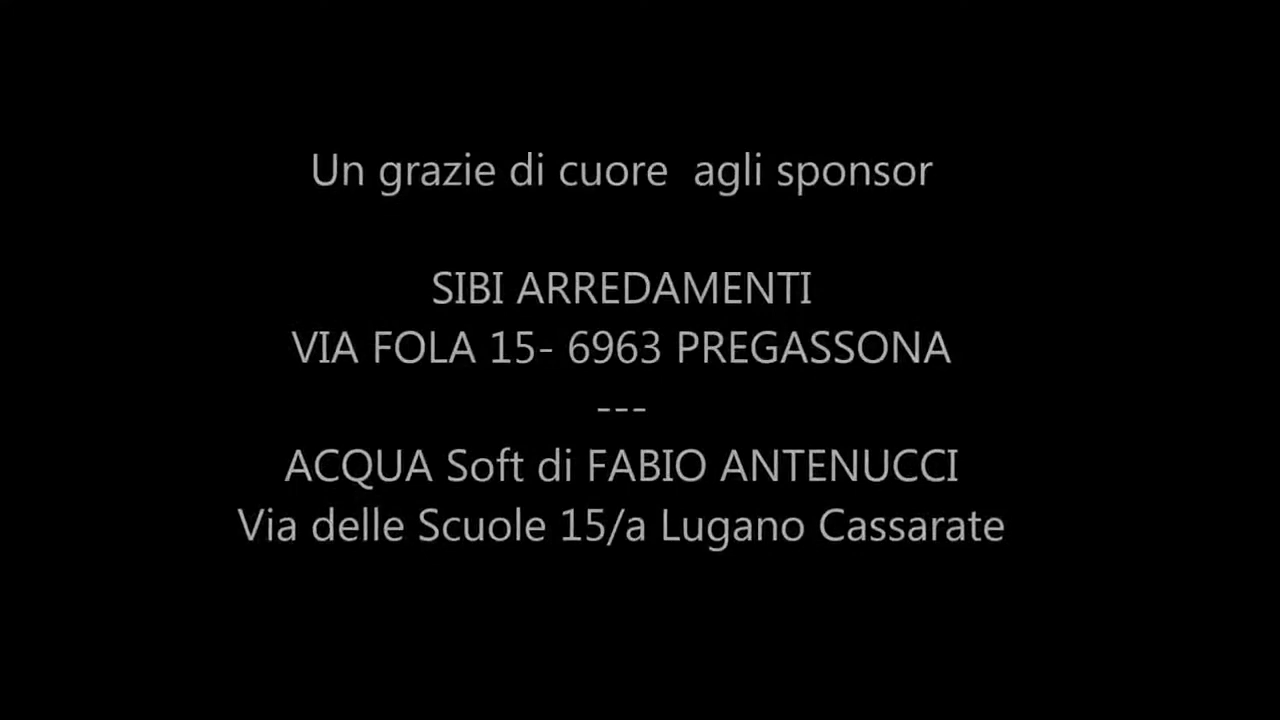 Un grazie di cuore  agli sponsor
SIBI ARREDAMENTI
VIA FOLA 15- 6963 PREGASSONA
---
ACQUA Soft di FABIO ANTENUCCI
Via delle Scuole 15/a Lugano Cassarate